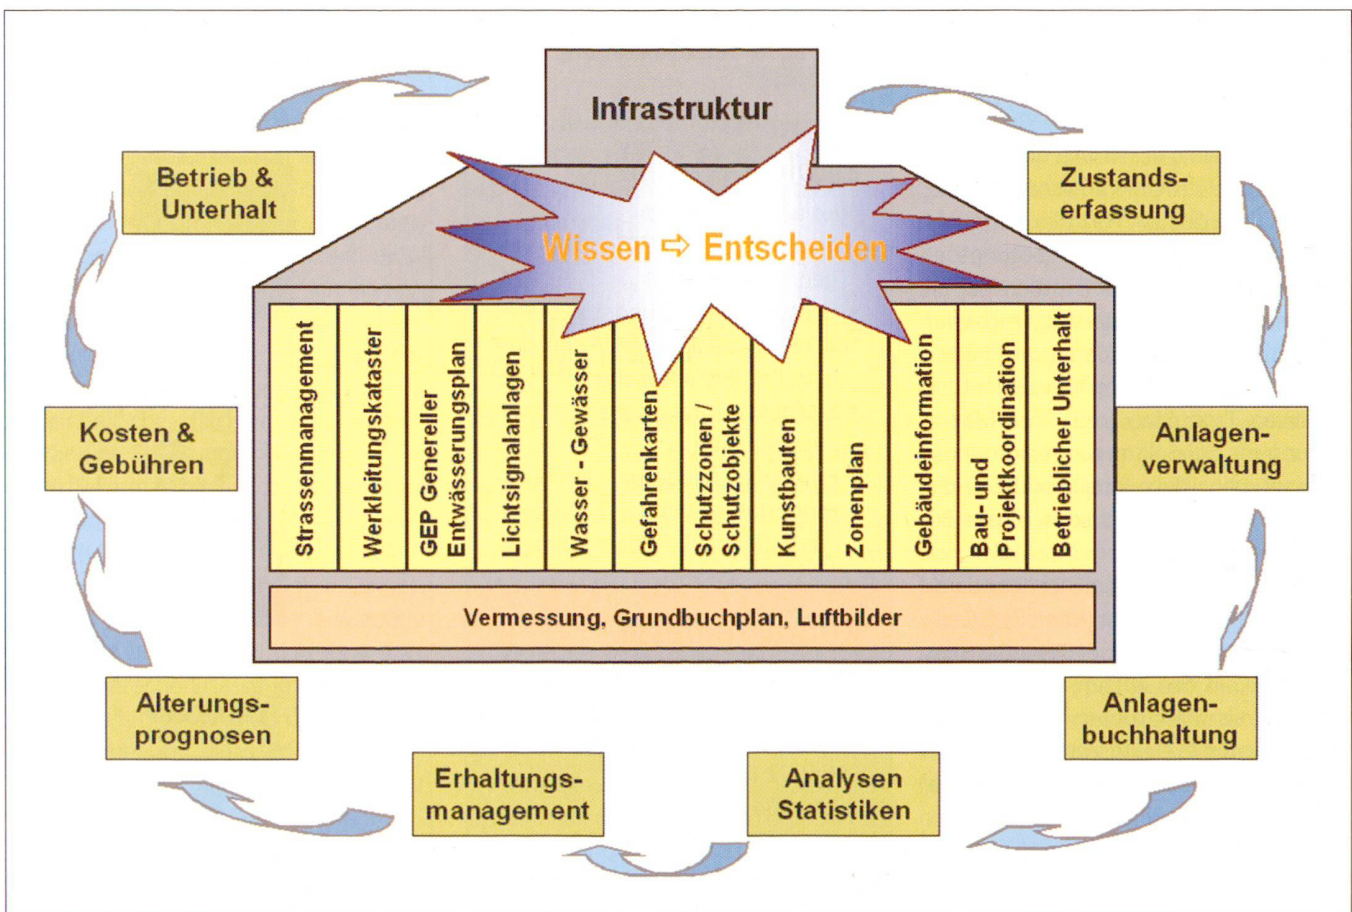 Infrastruktur
Wissen ⇨ Entscheiden
Betrieb &
Unterhalt
Zustands-
erfassung
Kosten &
Gebühren
Anlagen-
verwaltung
Strassenmanagement
Werkleitungskataster
GEP Genereller
Entwässerungsplan
Lichtsignalanlagen
Wasser - Gewässer
Gefahrenkarten
Schutzzonen /
Schutzobjekte
Kunstbauten
Zonenplan
Gebäudeinformation
Bau- und
Projektkoordination
Betrieblicher Unterhalt
Vermessung, Grundbuchplan, Luftbilder
Alterungs-
prognosen
Anlagen-
buchhaltung
Erhaltungs-
management
Analysen
Statistiken